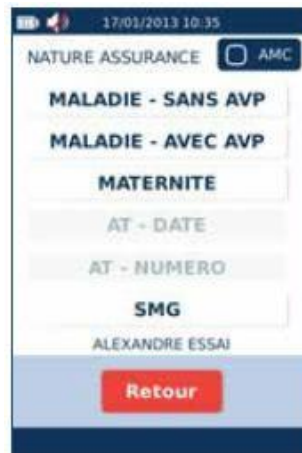 17/01/2013 10:35
NATURE ASSURANCE AMC
MALADIE - SANS AVP
MALADIE - AVEC AVP
MATERNITE
AT - DATE
AT - NUMERO
SMG
ALEXANDRE ESSAI
Retour